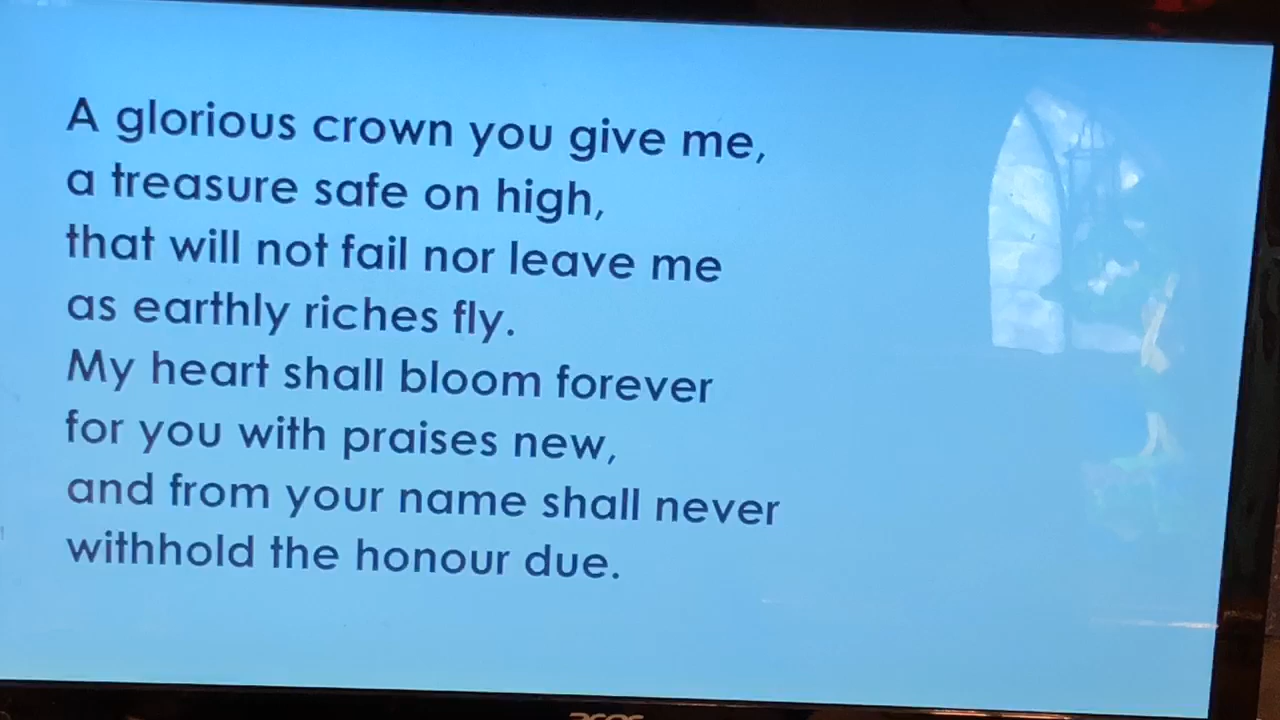 A glorious crown you give me,
a treasure safe on high,
that will not fail nor leave me
as earthly riches fly.
My heart shall bloom forever
for you with praises new,
and from your name shall never
withhold the honour due.
acer